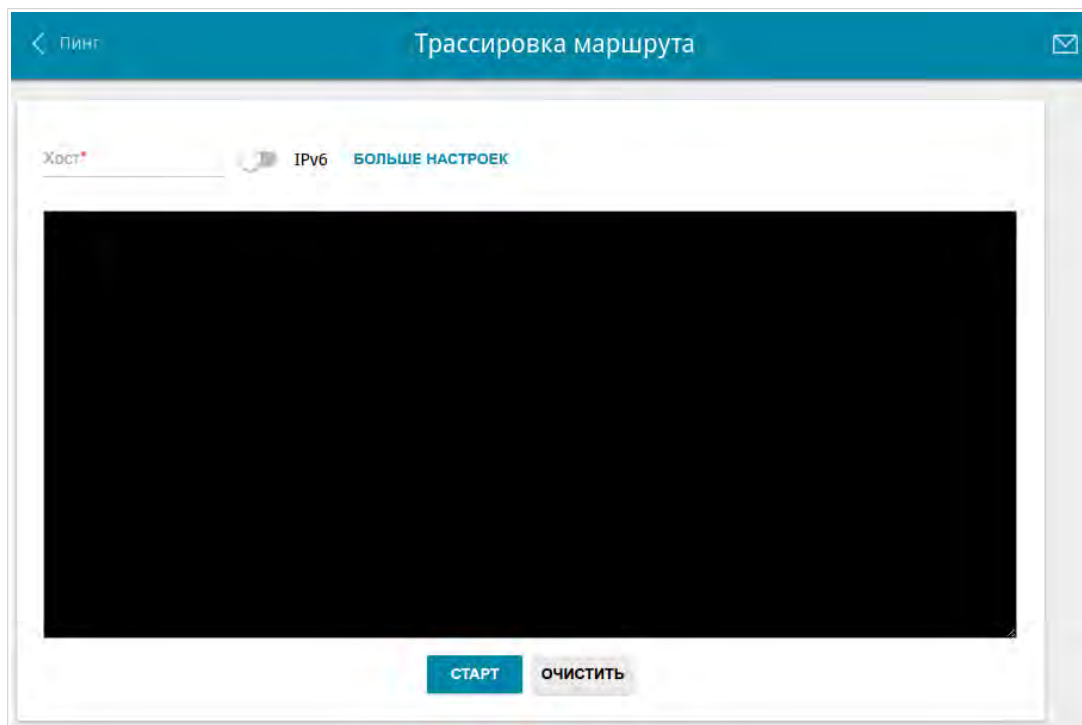 Пинг
Трассировка маршрута
Хост*
IPv6
БОЛЬШЕ НАСТРОЕК
СТАРТ
ОЧИСТИТЬ